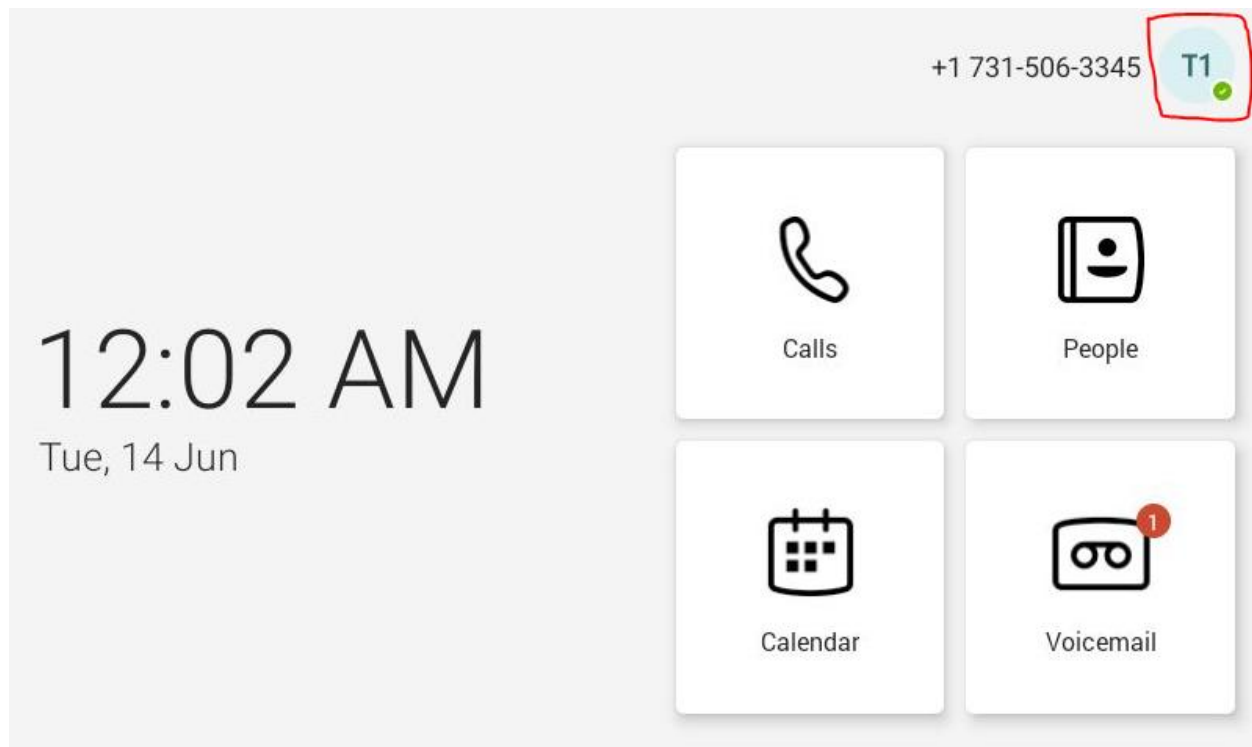 +1 731-506-3345 T1
Calls
People
12:02 AM
Tue, 14 Jun
1
Calendar
Voicemail